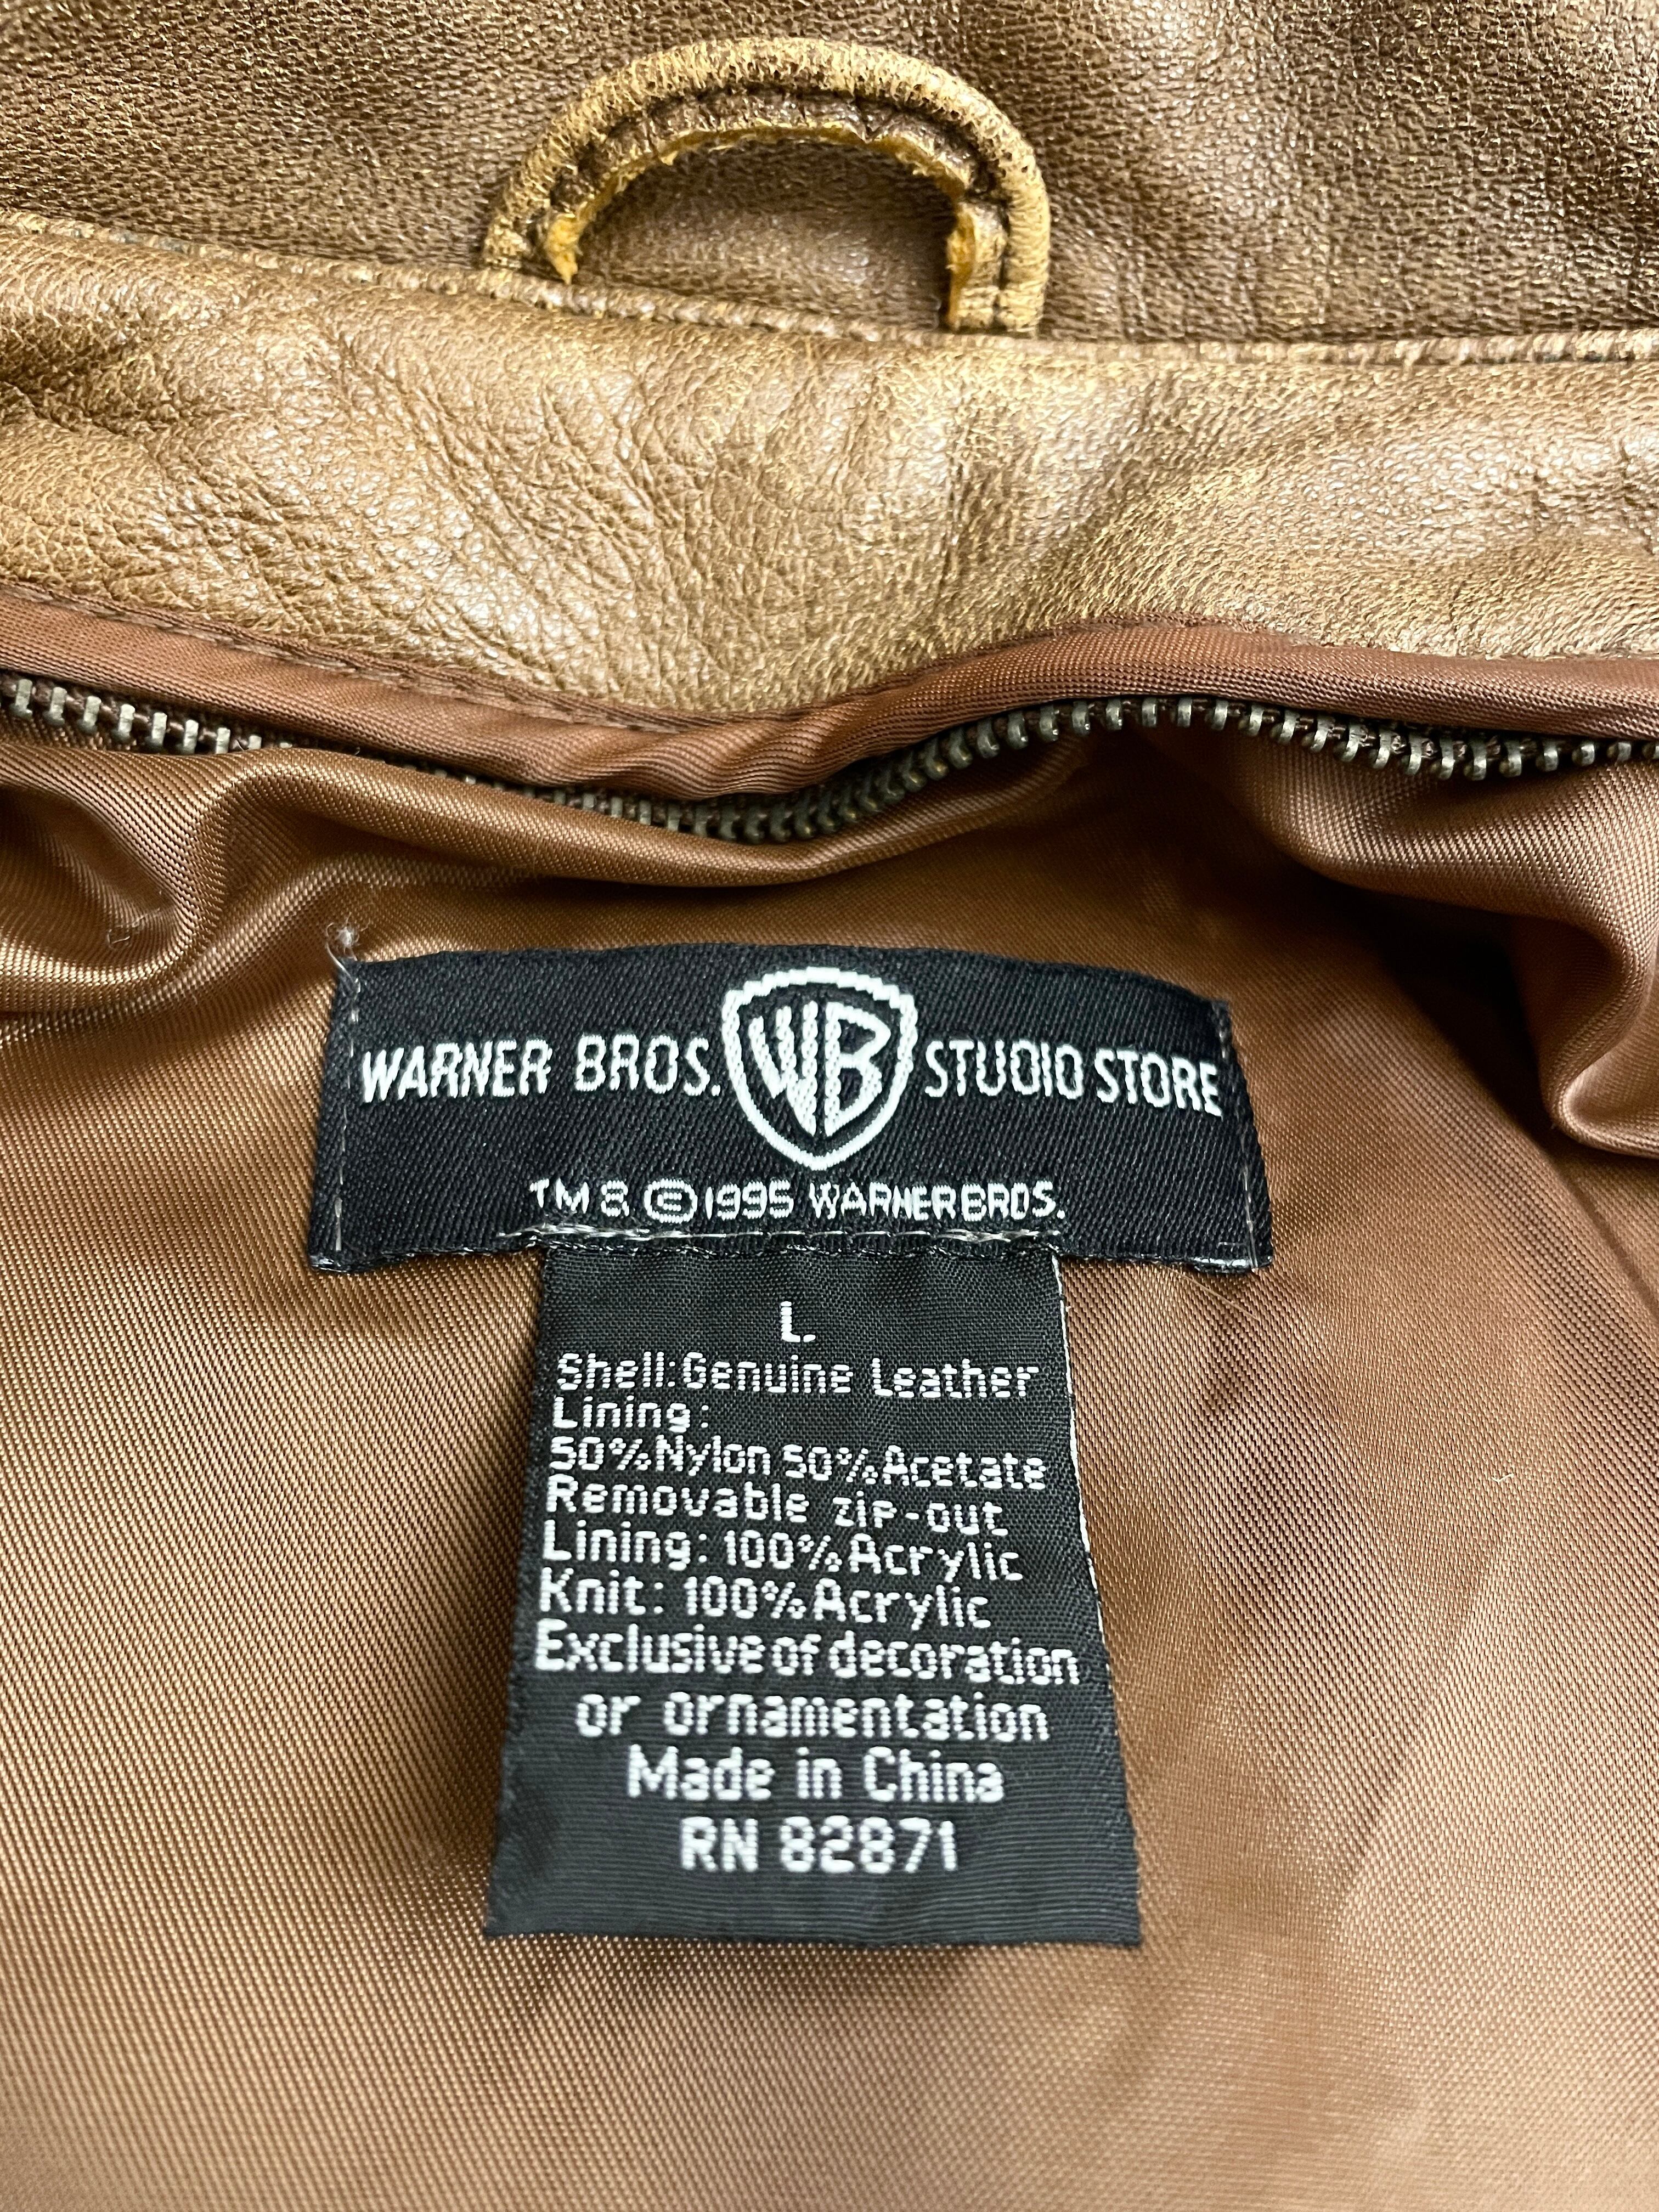 WARNER BROS. WB STUDIO STORE
TM & © 1995 WARNER BROS.
L.
Shell: Genuine Leather
Lining:
50% Nylon 50% Acetate
Removable zip-out
Lining: 100% Acrylic
Knit: 100% Acrylic
Exclusive of decoration
or ornamentation
Made in China
RN 82871